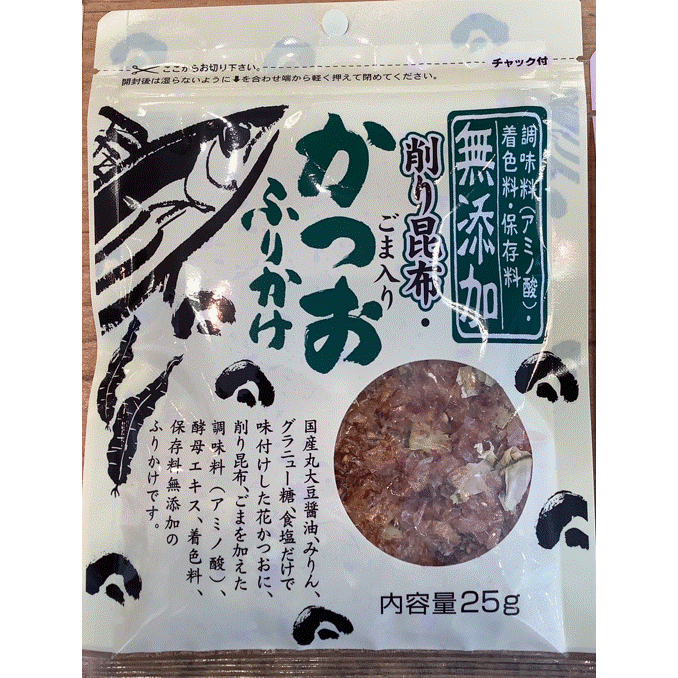 ここからお切り下さい。
チャック付
開封後は湿らないように⬇を合わせ端から軽く押えて閉めてください。
調味料(アミノ酸)・
着色料・保存料
無添加
削り昆布・
ごま入り
かつお
ふりかけ
国産丸大豆醤油、みりん、
グラニュー糖、食塩だけで
味付けした花かつおに、
削り昆布、ごまを加えた
調味料(アミノ酸)、
酵母エキス、着色料、
保存料無添加の
ふりかけです。
内容量25g